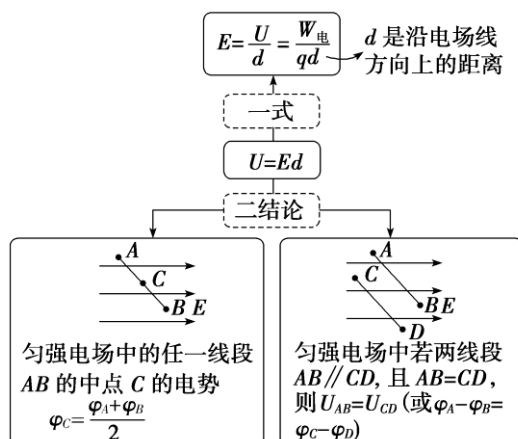 E=U/d=W电/qd
d 是沿电场线
方向上的距离
一式
U=Ed
二结论
A
C
B E
匀强电场中的任一线段
AB 的中点 C 的电势
φC=φA+φB/2
A
C
B E
D
匀强电场中若两线段
AB∥CD, 且 AB=CD,
则 UAB=UCD (或φA-φB=
φC-φD)